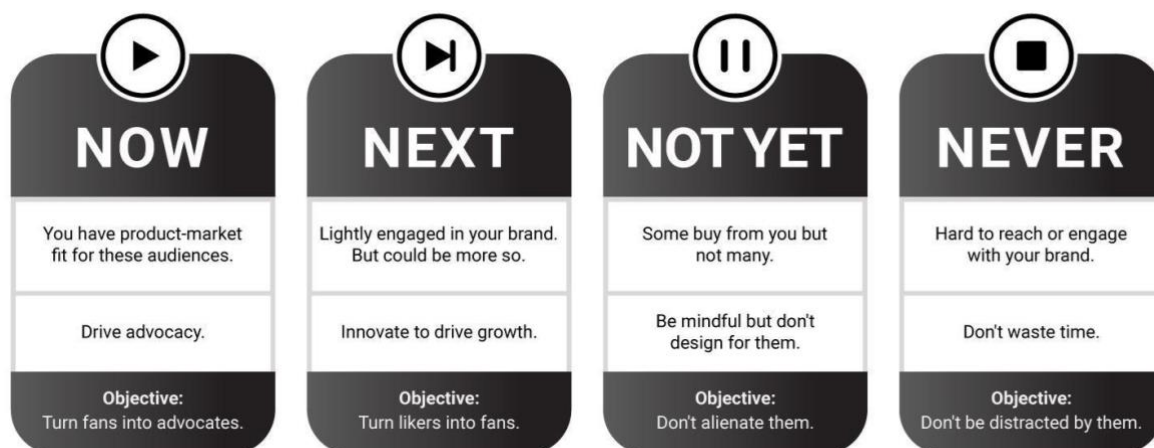 NOW
You have product-market
fit for these audiences.
Drive advocacy.
Objective:
Turn fans into advocates.
NEXT
Lightly engaged in your brand.
But could be more so.
Innovate to drive growth.
Objective:
Turn likers into fans.
NOT YET
Some buy from you but
not many.
Be mindful but don't
design for them.
Objective:
Don't alienate them.
NEVER
Hard to reach or engage
with your brand.
Don't waste time.
Objective:
Don't be distracted by them.